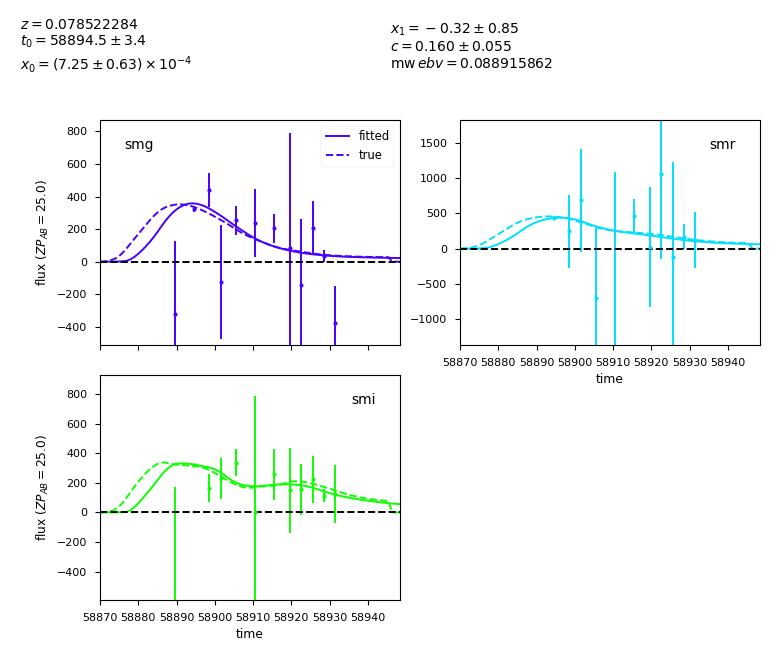 z = 0.078522284
t₀ = 58894.5 ± 3.4
x₀ = (7.25 ± 0.63) × 10⁻⁴
x₁ = −0.32 ± 0.85
c = 0.160 ± 0.055
mw ebv = 0.088915862
smg
fitted
true
800
600
400
200
0
−200
−400
flux (ZP_AB = 25.0)
smr
1500
1000
500
0
−500
−1000
58870 58880 58890 58900 58910 58920 58930 58940
time
smi
800
600
400
200
0
−200
−400
flux (ZP_AB = 25.0)
58870 58880 58890 58900 58910 58920 58930 58940
time